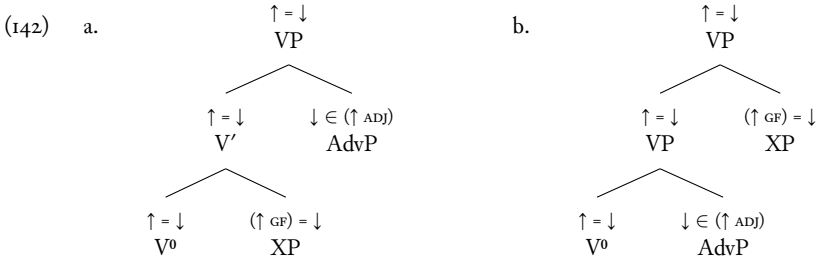 (142) a. ↑ = ↓ b. ↑ = ↓
VP VP
↑ = ↓ ↓ ∈ (↑ ADJ) ↑ = ↓ (↑ GF) = ↓
V′ AdvP VP XP
↑ = ↓ (↑ GF) = ↓ ↑ = ↓ ↓ ∈ (↑ ADJ)
V⁰ XP V⁰ AdvP